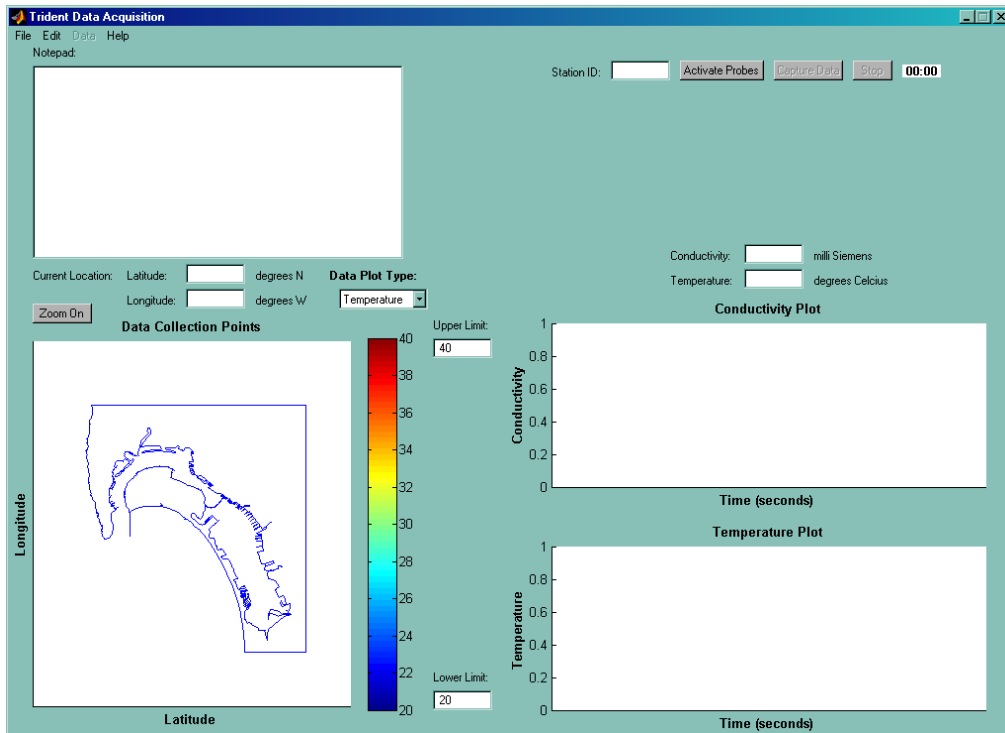 Trident Data Acquisition
File Edit Data Help
Notepad:
Station ID: Activate Probes Capture Data Stop 00:00
Conductivity: milli Siemens
Temperature: degrees Celcius
Current Location: Latitude: degrees N
Longitude: degrees W
Data Plot Type:
Temperature
Zoom On
Data Collection Points
Longitude
Latitude
40
38
36
34
32
30
28
26
24
22
20
Upper Limit:
40
Lower Limit:
20
Conductivity Plot
Conductivity
1
0.8
0.6
0.4
0.2
0
Time (seconds)
Temperature Plot
Temperature
1
0.8
0.6
0.4
0.2
0
Time (seconds)